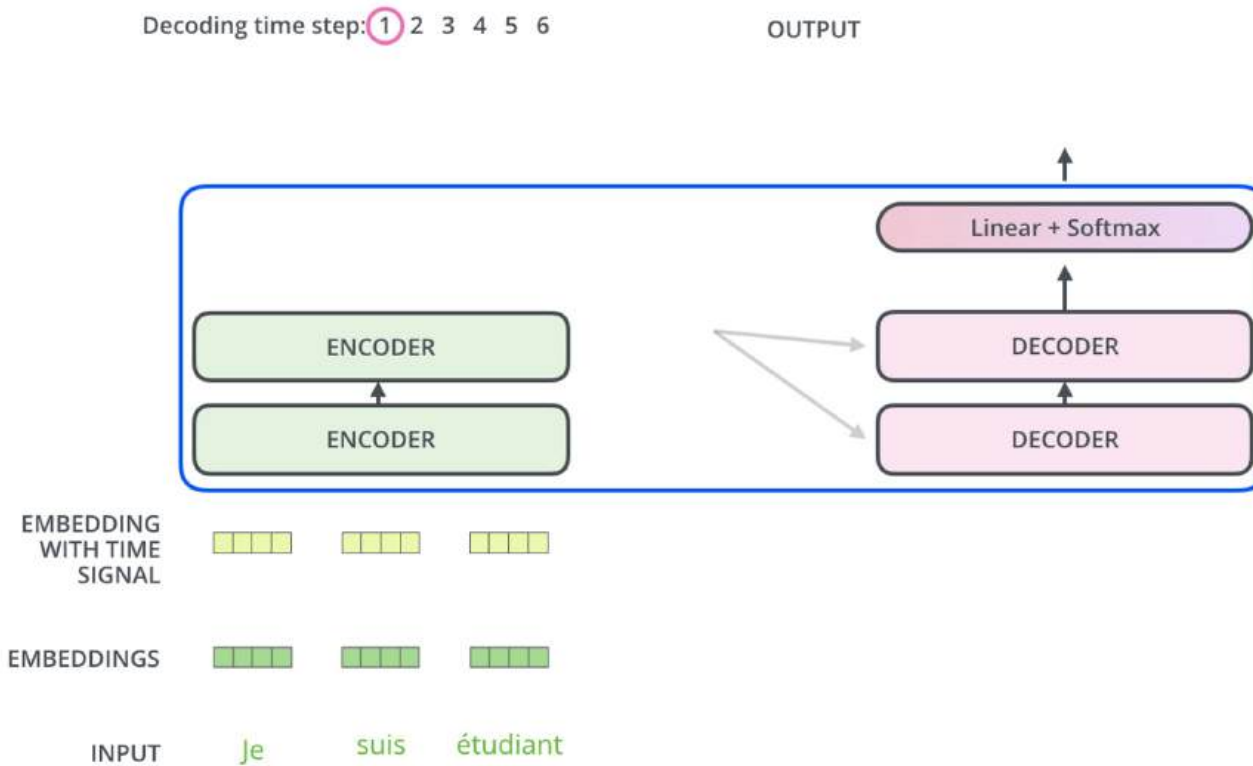 Decoding time step: 1 2 3 4 5 6
OUTPUT
Linear + Softmax
ENCODER
DECODER
ENCODER
DECODER
EMBEDDING
WITH TIME
SIGNAL
EMBEDDINGS
INPUT
Je suis étudiant